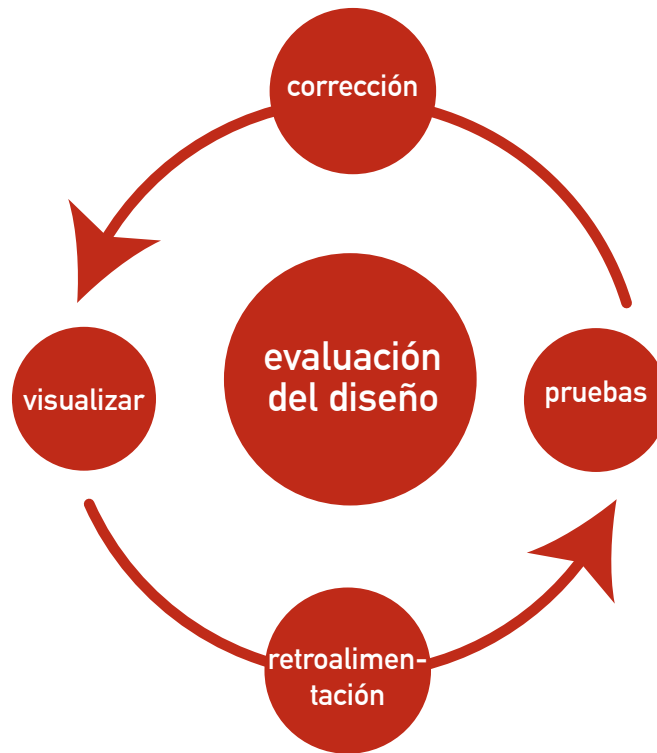 corrección
evaluación
del diseño
visualizar
pruebas
retroalimen-
tación